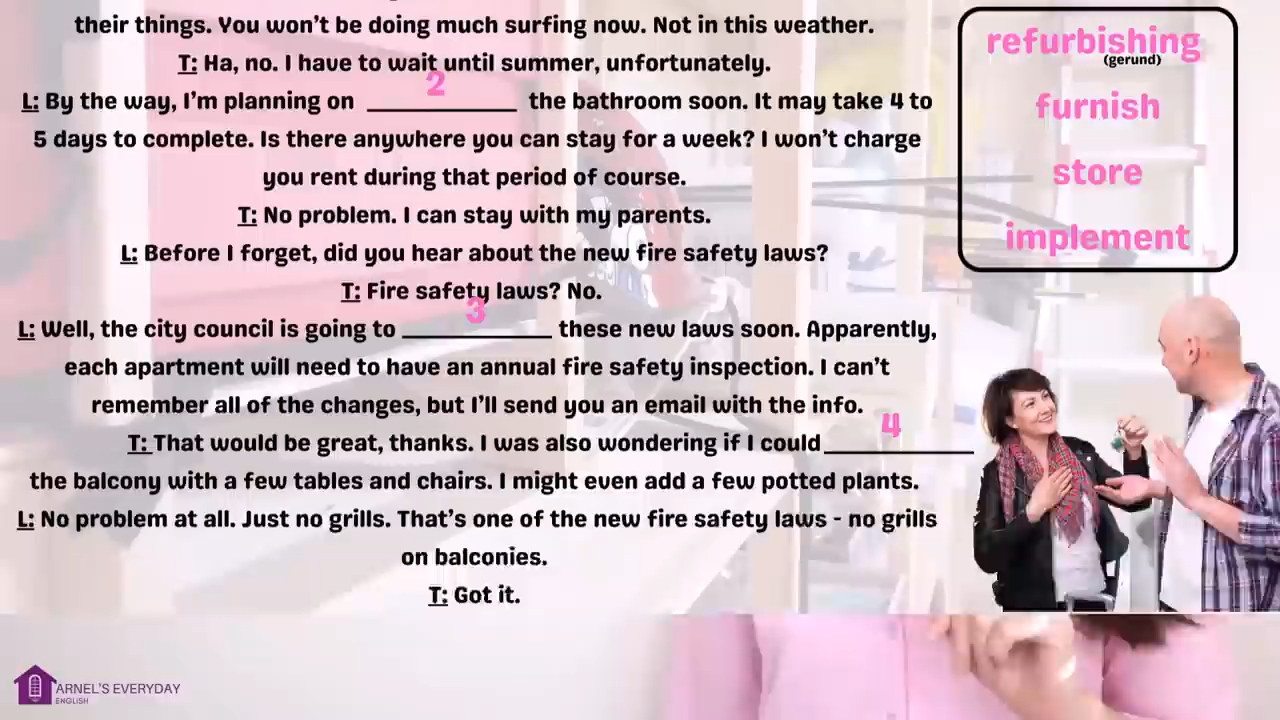 their things. You won't be doing much surfing now. Not in this weather.
T: Ha, no. I have to wait until summer, unfortunately.
2
L: By the way, I'm planning on __________ the bathroom soon. It may take 4 to
5 days to complete. Is there anywhere you can stay for a week? I won't charge
you rent during that period of course.
T: No problem. I can stay with my parents.
L: Before I forget, did you hear about the new fire safety laws?
T: Fire safety laws? No.
3
L: Well, the city council is going to __________ these new laws soon. Apparently,
each apartment will need to have an annual fire safety inspection. I can't
remember all of the changes, but I'll send you an email with the info.
4
T: That would be great, thanks. I was also wondering if I could __________
the balcony with a few tables and chairs. I might even add a few potted plants.
L: No problem at all. Just no grills. That's one of the new fire safety laws - no grills
on balconies.
T: Got it.
refurbishing
(gerund)
furnish
store
implement
ARNEL'S EVERYDAY
ENGLISH